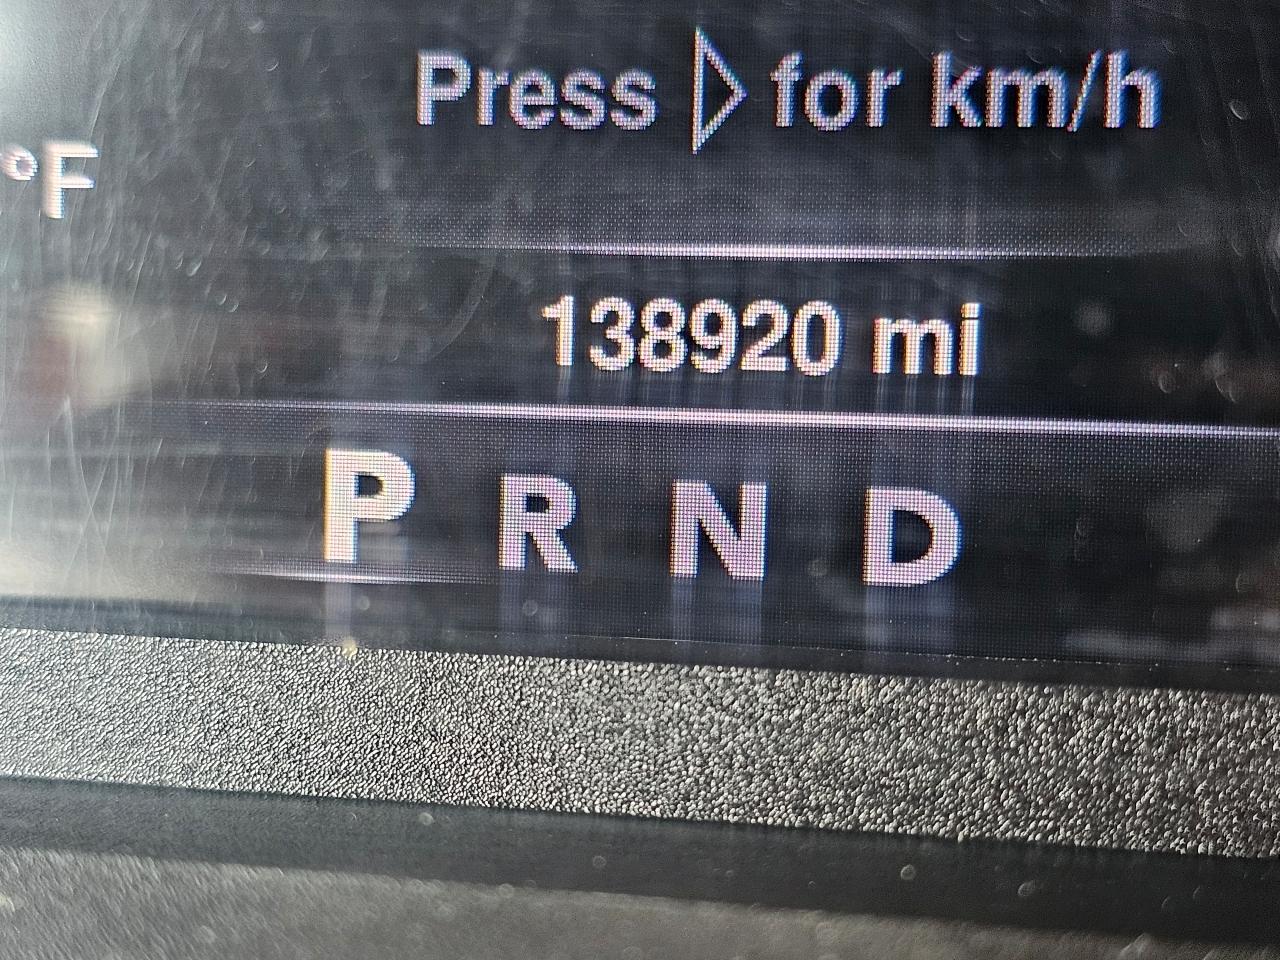 Press ▷ for km/h
°F
138920 mi
P R N D